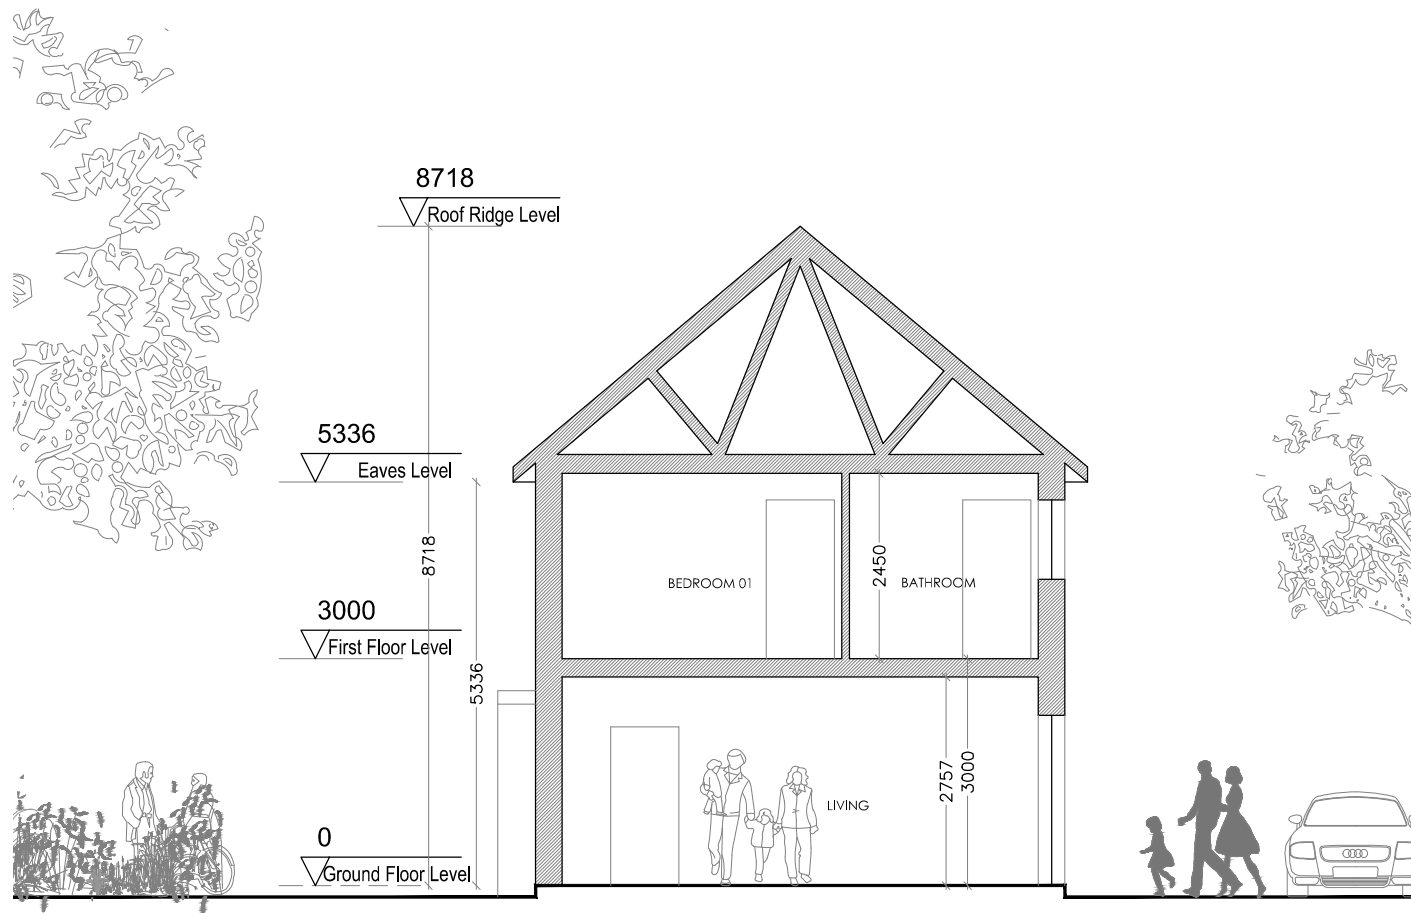 8718
Roof Ridge Level
5336
Eaves Level
8718
2450
BEDROOM 01
BATHROOM
3000
First Floor Level
5336
2757
3000
LIVING
0
Ground Floor Level